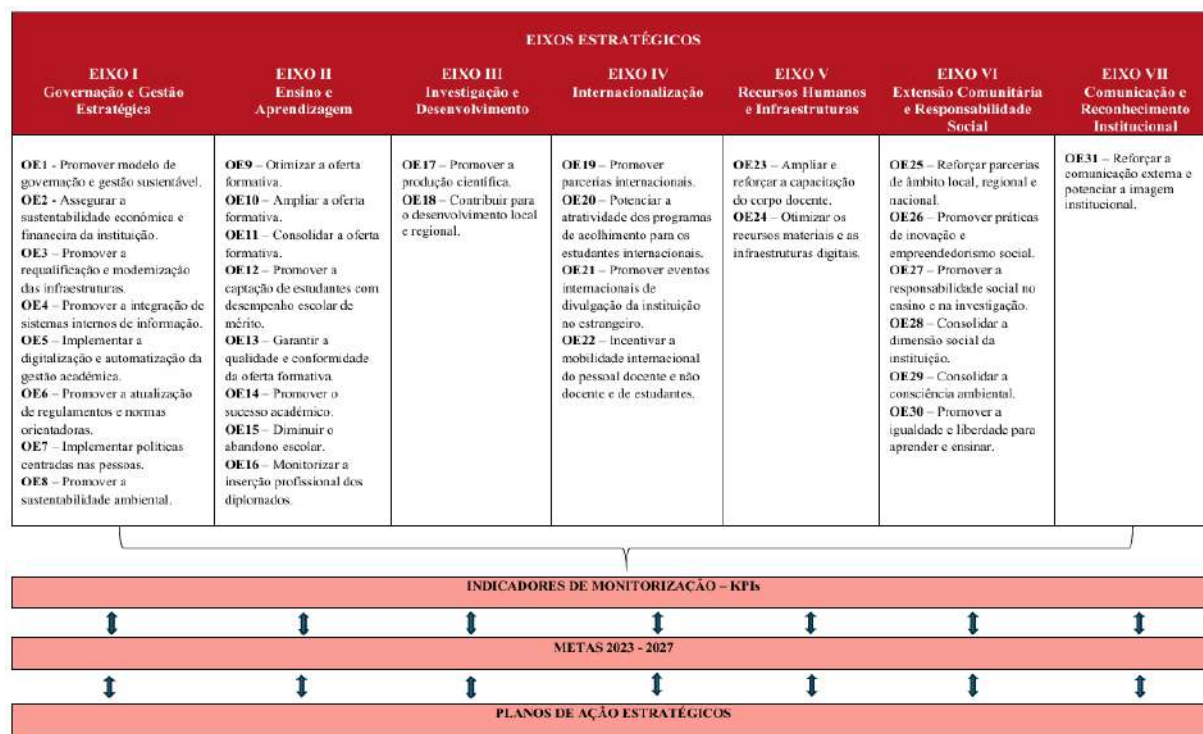 EIXOS ESTRATÉGICOS
EIXO I
Governação e Gestão
Estratégica
EIXO II
Ensino e
Aprendizagem
EIXO III
Investigação e
Desenvolvimento
EIXO IV
Internacionalização
EIXO V
Recursos Humanos
e Infraestruturas
EIXO VI
Extensão Comunitária
e Responsabilidade
Social
EIXO VII
Comunicação e
Reconhecimento
Institucional
OE1 - Promover modelo de
governação e gestão sustentável.
OE2 - Assegurar a
sustentabilidade económica e
financeira da instituição.
OE3 – Promover a
requalificação e modernização
das infraestruturas.
OE4 – Promover a integração de
sistemas internos de informação.
OE5 – Implementar a
digitalização e automatização da
gestão académica.
OE6 – Promover a atualização
de regulamentos e normas
orientadoras.
OE7 – Implementar políticas
centradas nas pessoas.
OE8 – Promover a
sustentabilidade ambiental.
OE9 – Otimizar a oferta
formativa.
OE10 – Ampliar a oferta
formativa.
OE11 – Consolidar a oferta
formativa.
OE12 – Promover a
captação de estudantes com
desempenho escolar de
mérito.
OE13 – Garantir a
qualidade e conformidade
da oferta formativa
OE14 – Promover o
sucesso académico.
OE15 – Diminuir o
abandono escolar.
OE16 – Monitorizar a
inserção profissional dos
diplomados.
OE17 – Promover a
produção científica.
OE18 – Contribuir para
o desenvolvimento local
e regional.
OE19 – Promover
parcerias internacionais.
OE20 – Potenciar a
atratividade dos programas
de acolhimento para os
estudantes internacionais.
OE21 – Promover eventos
internacionais de
divulgação da instituição
no estrangeiro.
OE22 – Incentivar a
mobilidade internacional
do pessoal docente e não
docente e de estudantes.
OE23 – Ampliar e
reforçar a capacitação
do corpo docente.
OE24 – Otimizar os
recursos materiais e as
infraestruturas digitais.
OE25 – Reforçar parcerias
de âmbito local, regional e
nacional.
OE26 – Promover práticas
de inovação e
empreendedorismo social.
OE27 – Promover a
responsabilidade social no
ensino e na investigação.
OE28 – Consolidar a
dimensão social da
instituição.
OE29 – Consolidar a
consciência ambiental.
OE30 – Promover a
igualdade e liberdade para
aprender e ensinar.
OE31 – Reforçar a
comunicação externa e
potenciar a imagem
institucional.
INDICADORES DE MONITORIZAÇÃO – KPIs
METAS 2023 - 2027
PLANOS DE AÇÃO ESTRATÉGICOS